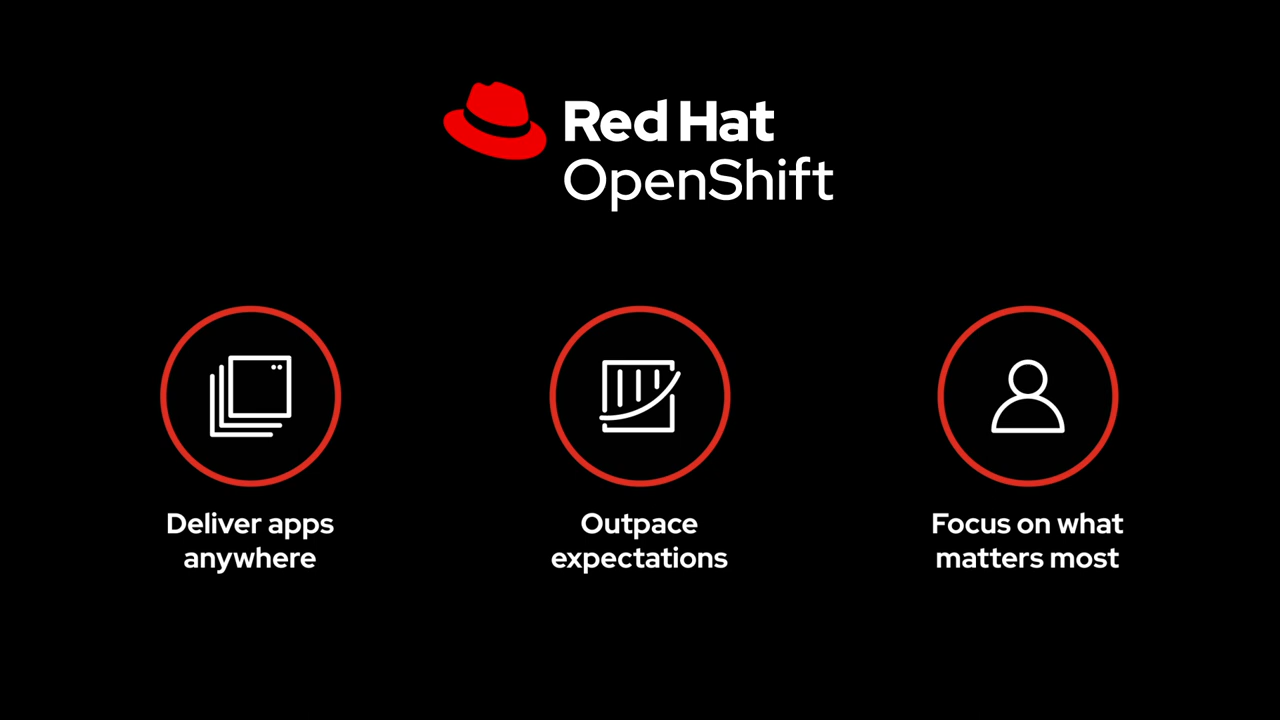 Red Hat
OpenShift
Deliver apps
anywhere
Outpace
expectations
Focus on what
matters most